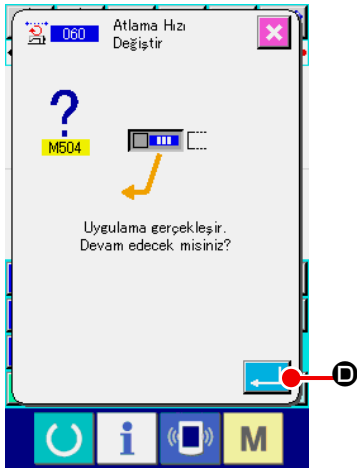 060
Atlama Hızı
Değiştir
?
M504
Uygulama gerçekleşir.
Devam edecek misiniz?
D
i
M